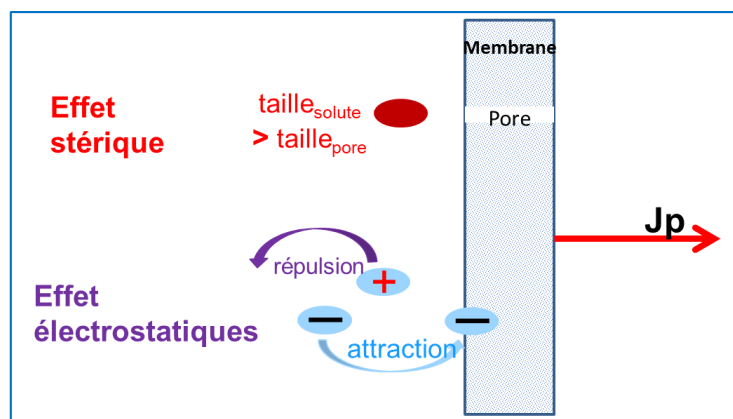 Membrane
Effet
stérique
taille_solute
> taille_pore
Pore
Jp
répulsion
+
Effet
électrostatiques
—
—
attraction